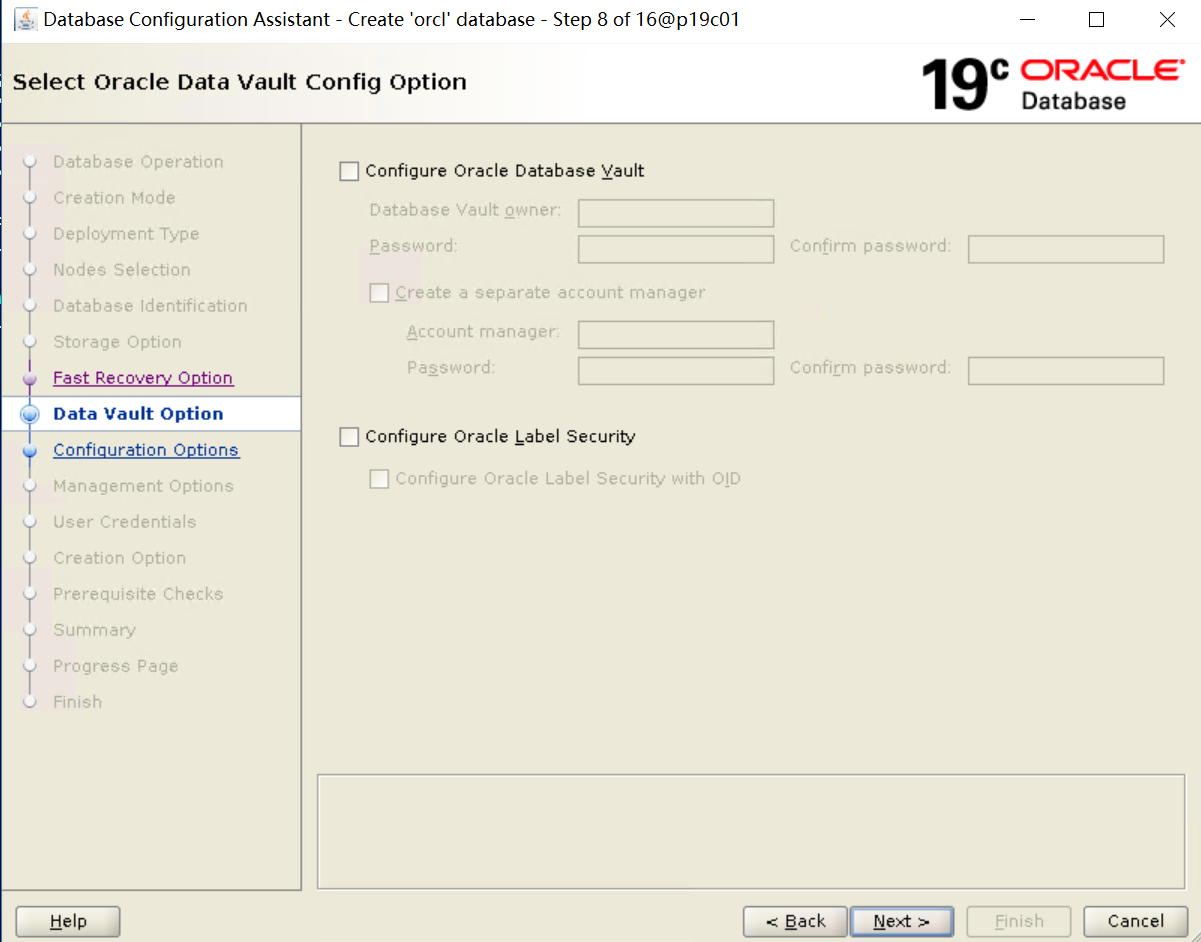 Database Configuration Assistant - Create 'orcl' database - Step 8 of 16@p19c01
Select Oracle Data Vault Config Option
19c ORACLE
Database
Database Operation
Creation Mode
Deployment Type
Nodes Selection
Database Identification
Storage Option
Fast Recovery Option
Data Vault Option
Configuration Options
Management Options
User Credentials
Creation Option
Prerequisite Checks
Summary
Progress Page
Finish
Configure Oracle Database Vault
Database Vault owner:
Password: Confirm password:
Create a separate account manager
Account manager:
Password: Confirm password:
Configure Oracle Label Security
Configure Oracle Label Security with OID
Help < Back Next > Finish Cancel